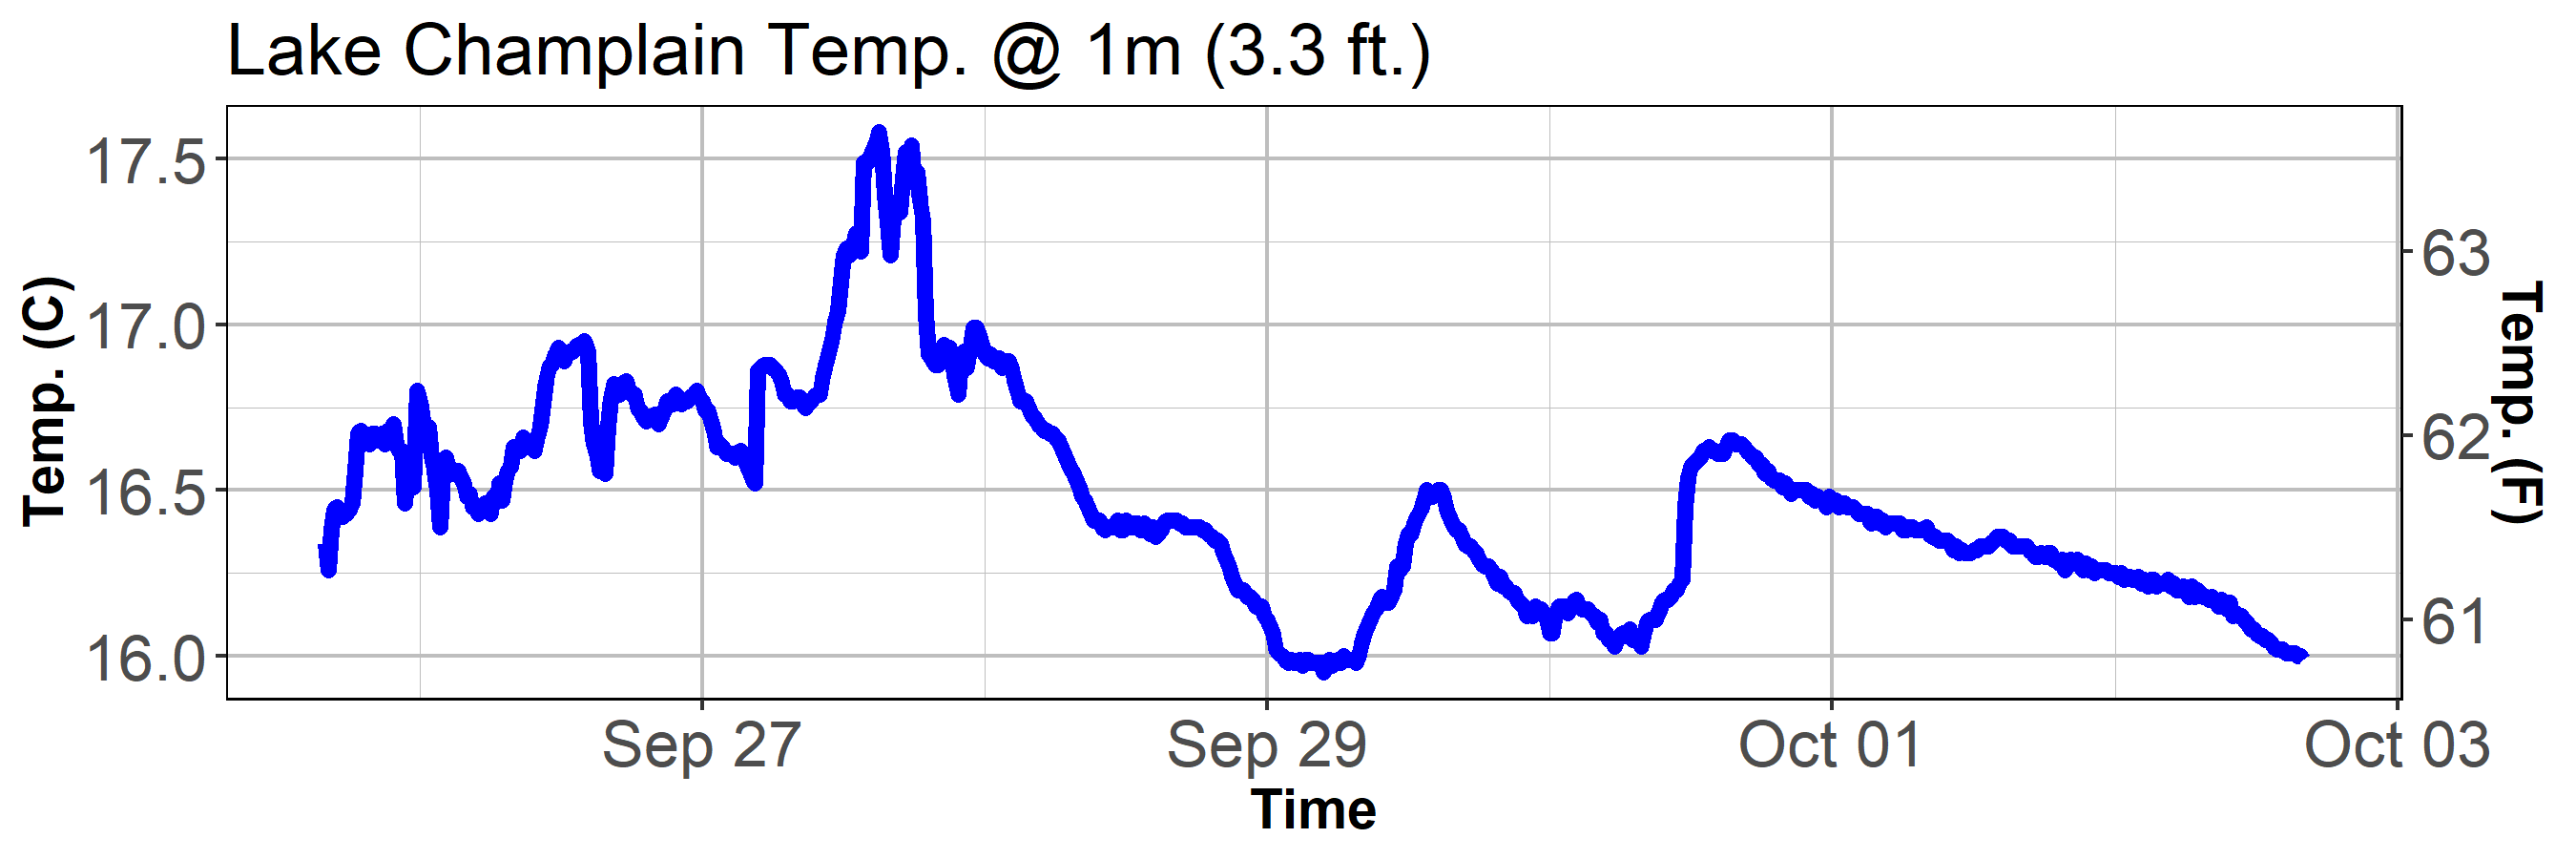 Lake Champlain Temp. @ 1m (3.3 ft.)
Temp. (C)
17.5
17.0
16.5
16.0
63
62
61
Temp. (F)
Sep 27
Sep 29
Oct 01
Oct 03
Time